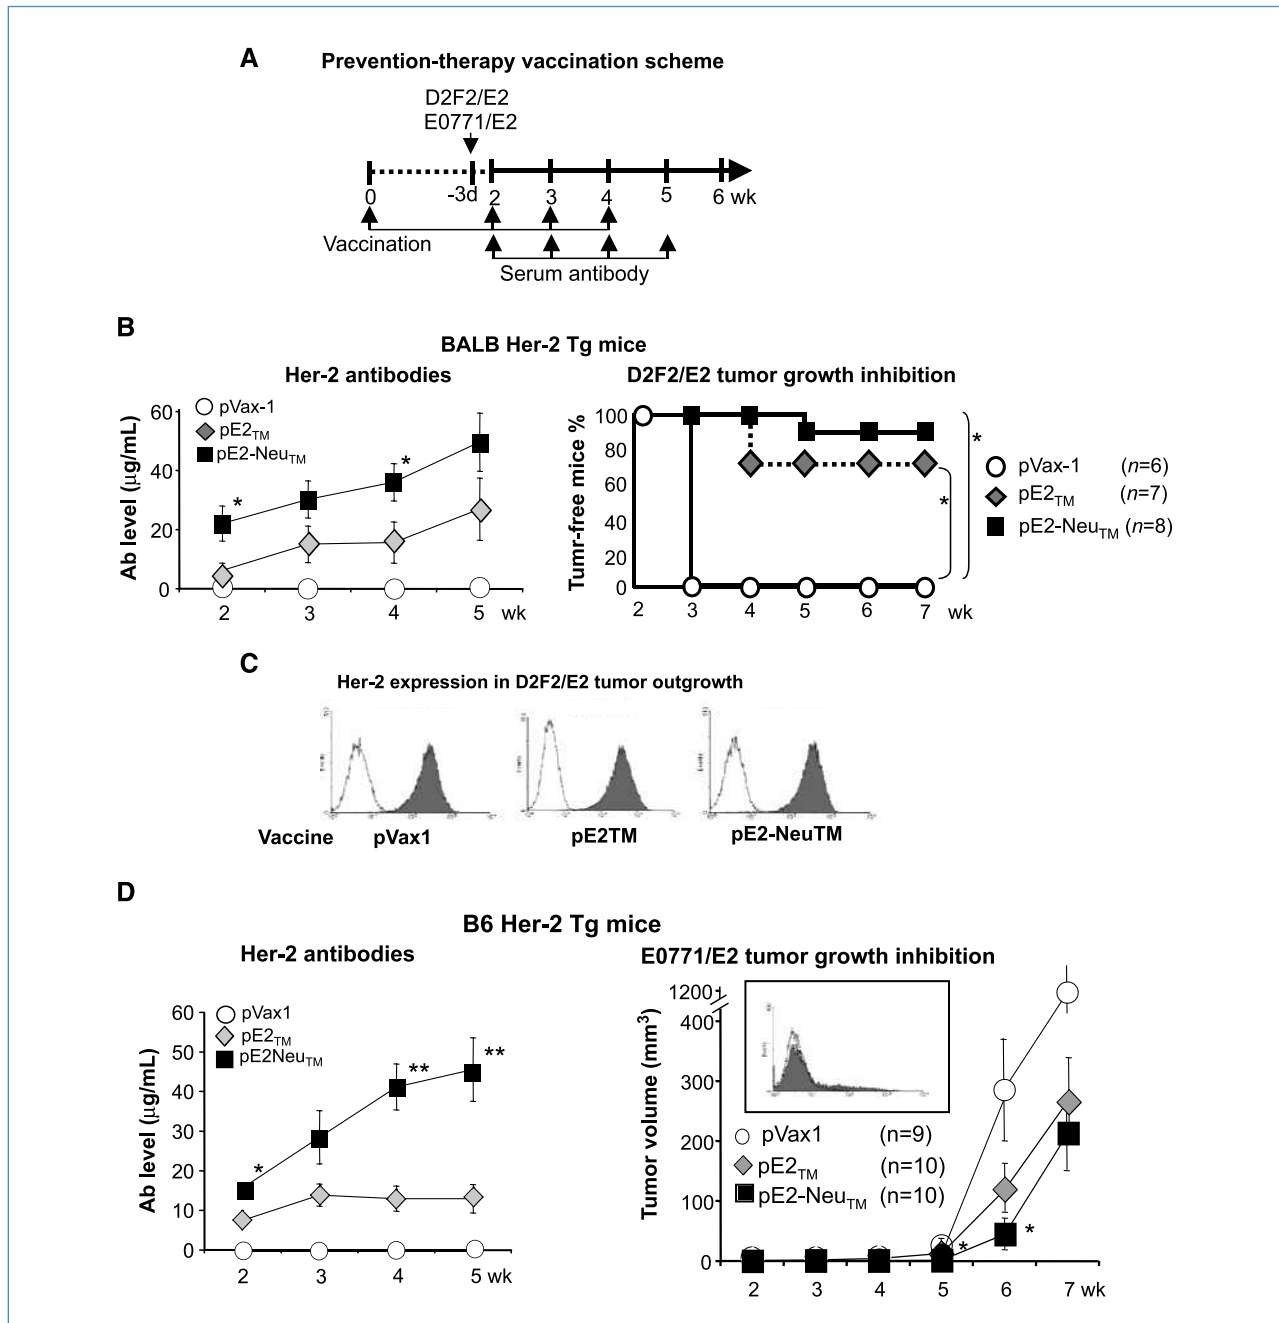 A
Prevention-therapy vaccination scheme
D2F2/E2
E0771/E2
0 -3d 2 3 4 5 6 wk
Vaccination
Serum antibody
B
BALB Her-2 Tg mice
Her-2 antibodies
Ab level (μg/mL)
60
40
20
0
pVax-1
pE2TM
pE2-NeuTM
*
*
2 3 4 5 wk
D2F2/E2 tumor growth inhibition
Tumr-free mice %
100
80
60
40
20
0
2 3 4 5 6 7 wk
*
*
pVax-1 (n=6)
pE2TM (n=7)
pE2-NeuTM (n=8)
C
Her-2 expression in D2F2/E2 tumor outgrowth
Vaccine pVax1 pE2TM pE2-NeuTM
D
B6 Her-2 Tg mice
Her-2 antibodies
Ab level (μg/mL)
60
50
40
30
20
10
0
pVax1
pE2TM
pE2NeuTM
*
**
**
2 3 4 5 wk
E0771/E2 tumor growth inhibition
Tumor volume (mm3)
1200
400
300
200
100
0
pVax1 (n=9)
pE2TM (n=10)
pE2-NeuTM (n=10)
*
*
2 3 4 5 6 7 wk